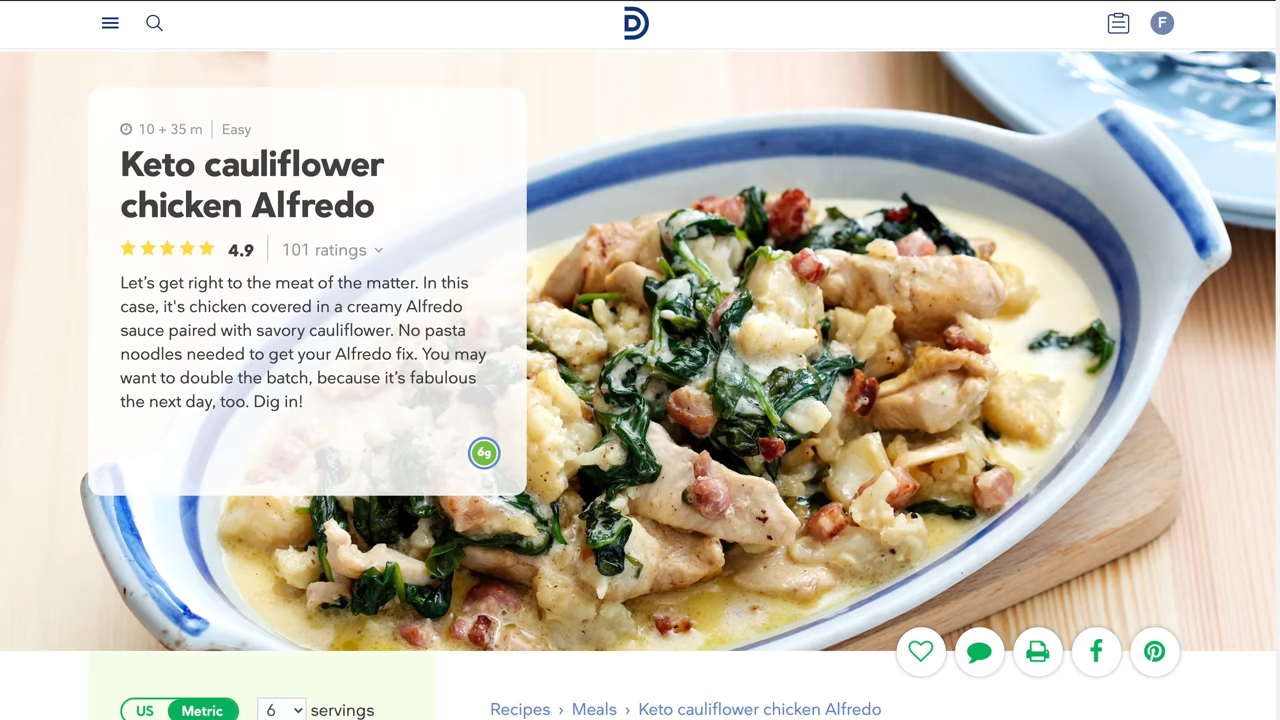 D
F
10 + 35 m
Easy
Keto cauliflower
chicken Alfredo
4.9
101 ratings
Let’s get right to the meat of the matter. In this
case, it's chicken covered in a creamy Alfredo
sauce paired with savory cauliflower. No pasta
noodles needed to get your Alfredo fix. You may
want to double the batch, because it’s fabulous
the next day, too. Dig in!
6g
US Metric 6 servings
Recipes › Meals › Keto cauliflower chicken Alfredo